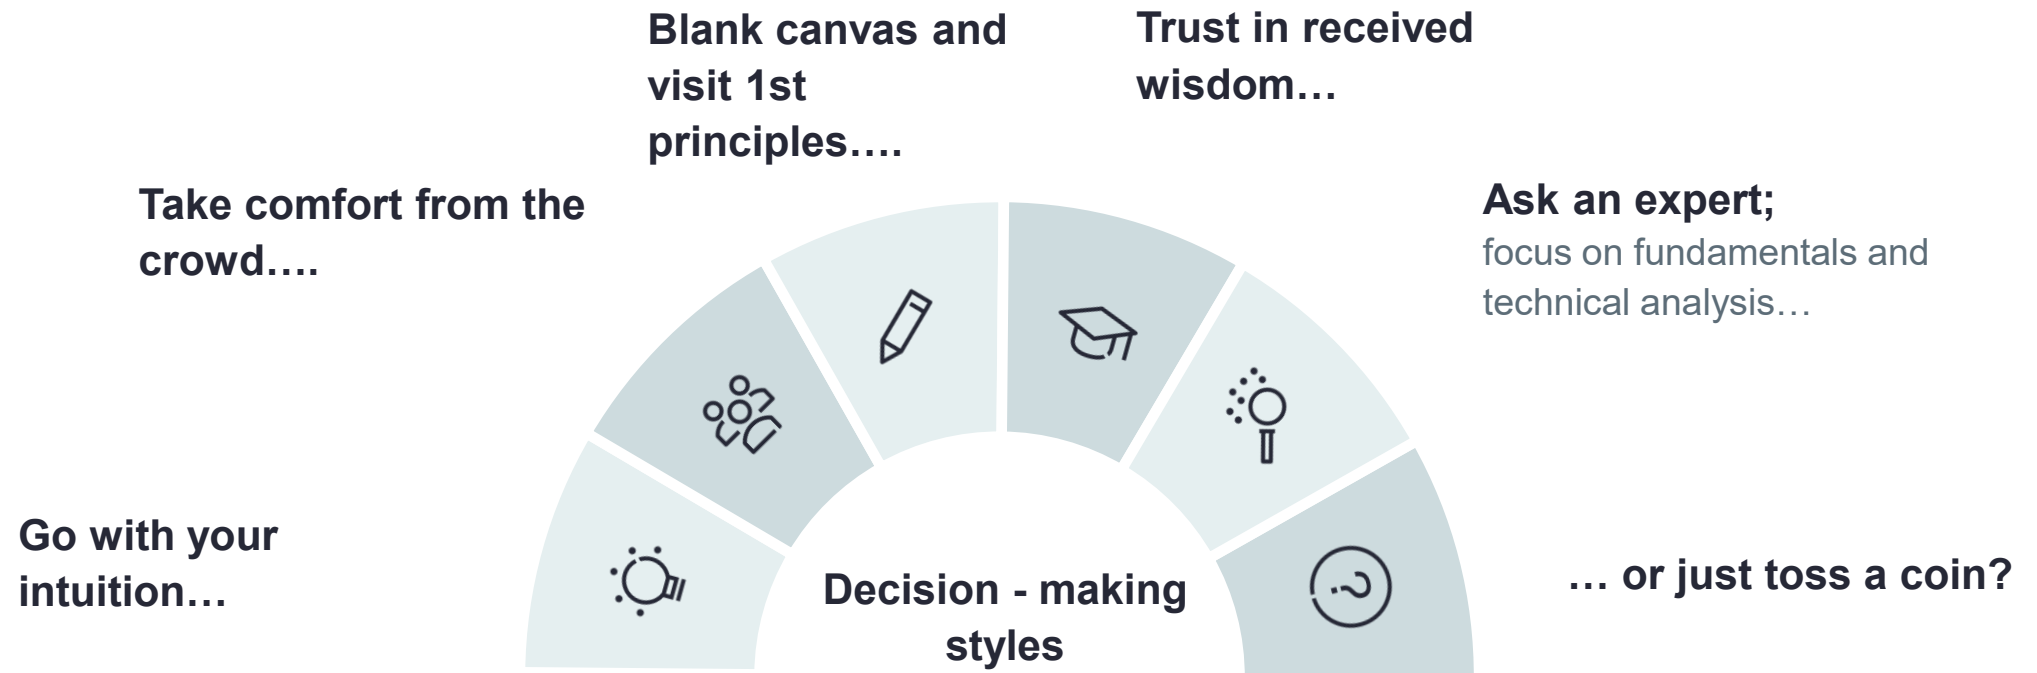 Blank canvas and
visit 1st
principles….
Trust in received
wisdom…
Take comfort from the
crowd….
Ask an expert;
focus on fundamentals and
technical analysis…
Go with your
intuition…
Decision - making
styles
… or just toss a coin?